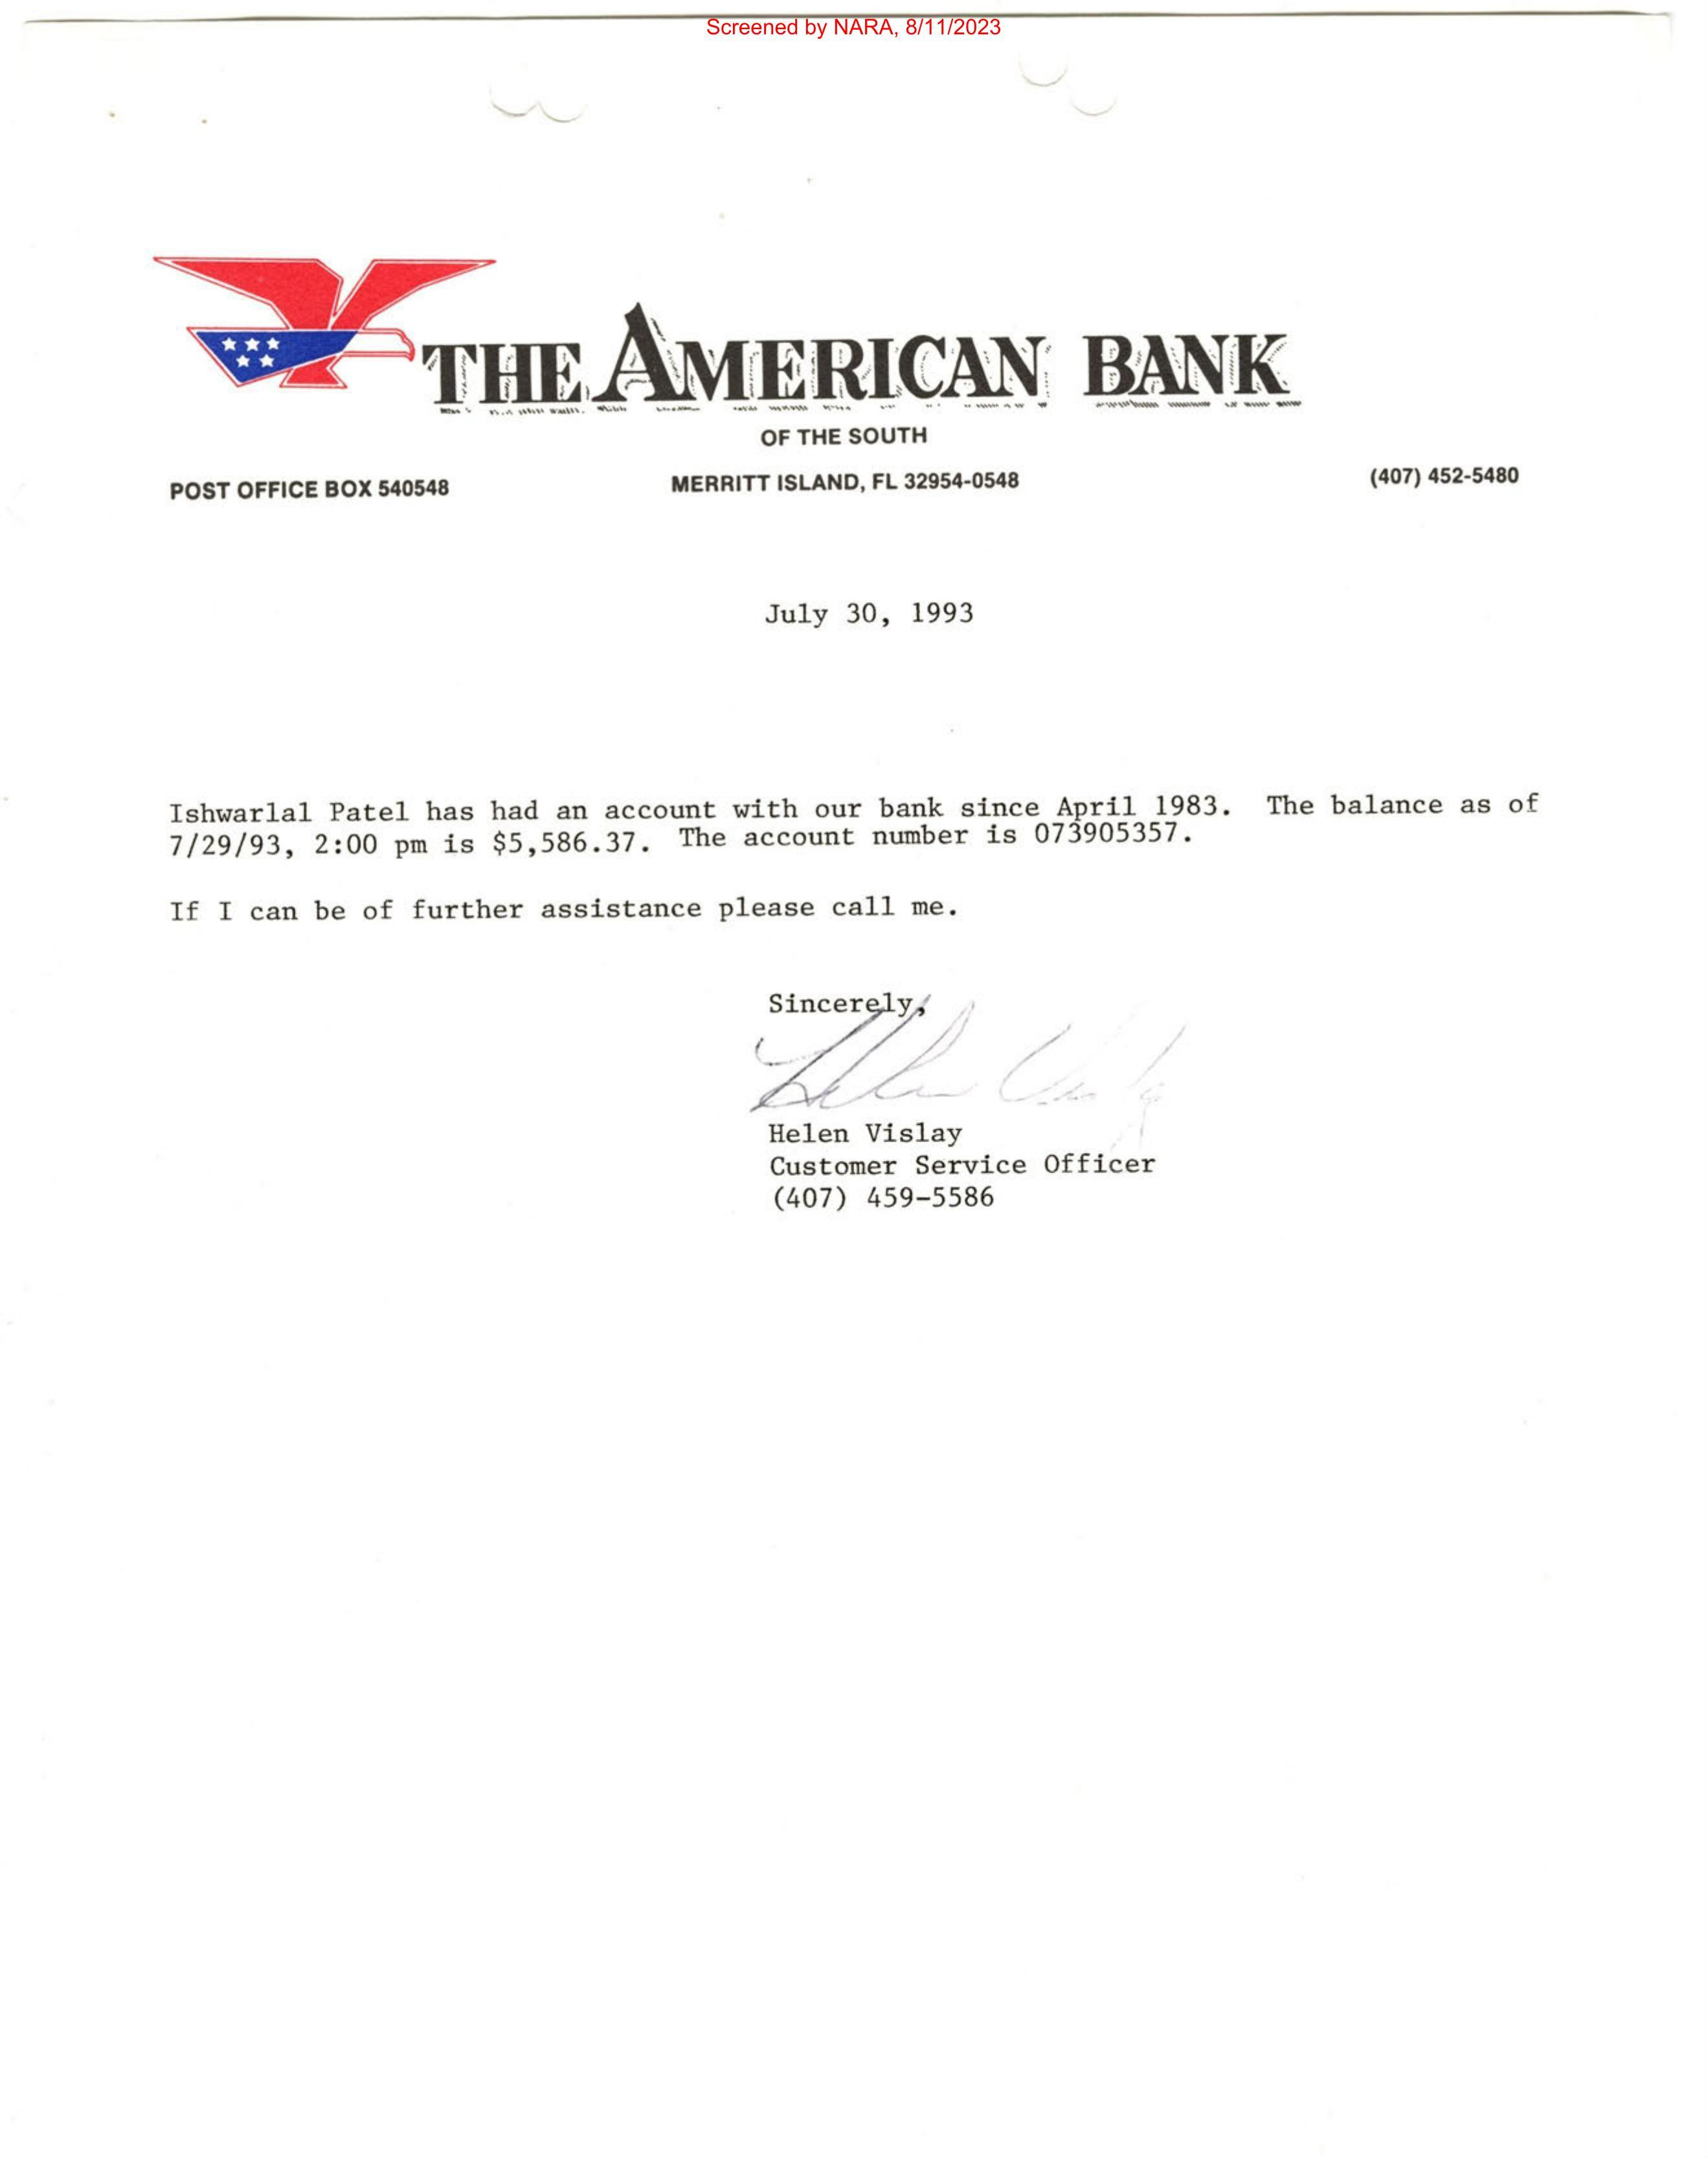 Screened by NARA, 8/11/2023
THE AMERICAN BANK
OF THE SOUTH
POST OFFICE BOX 540548 MERRITT ISLAND, FL 32954-0548 (407) 452-5480
July 30, 1993
Ishwarlal Patel has had an account with our bank since April 1983. The balance as of
7/29/93, 2:00 pm is $5,586.37. The account number is 073905357.
If I can be of further assistance please call me.
Sincerely,
Helen Vislay
Helen Vislay
Customer Service Officer
(407) 459-5586